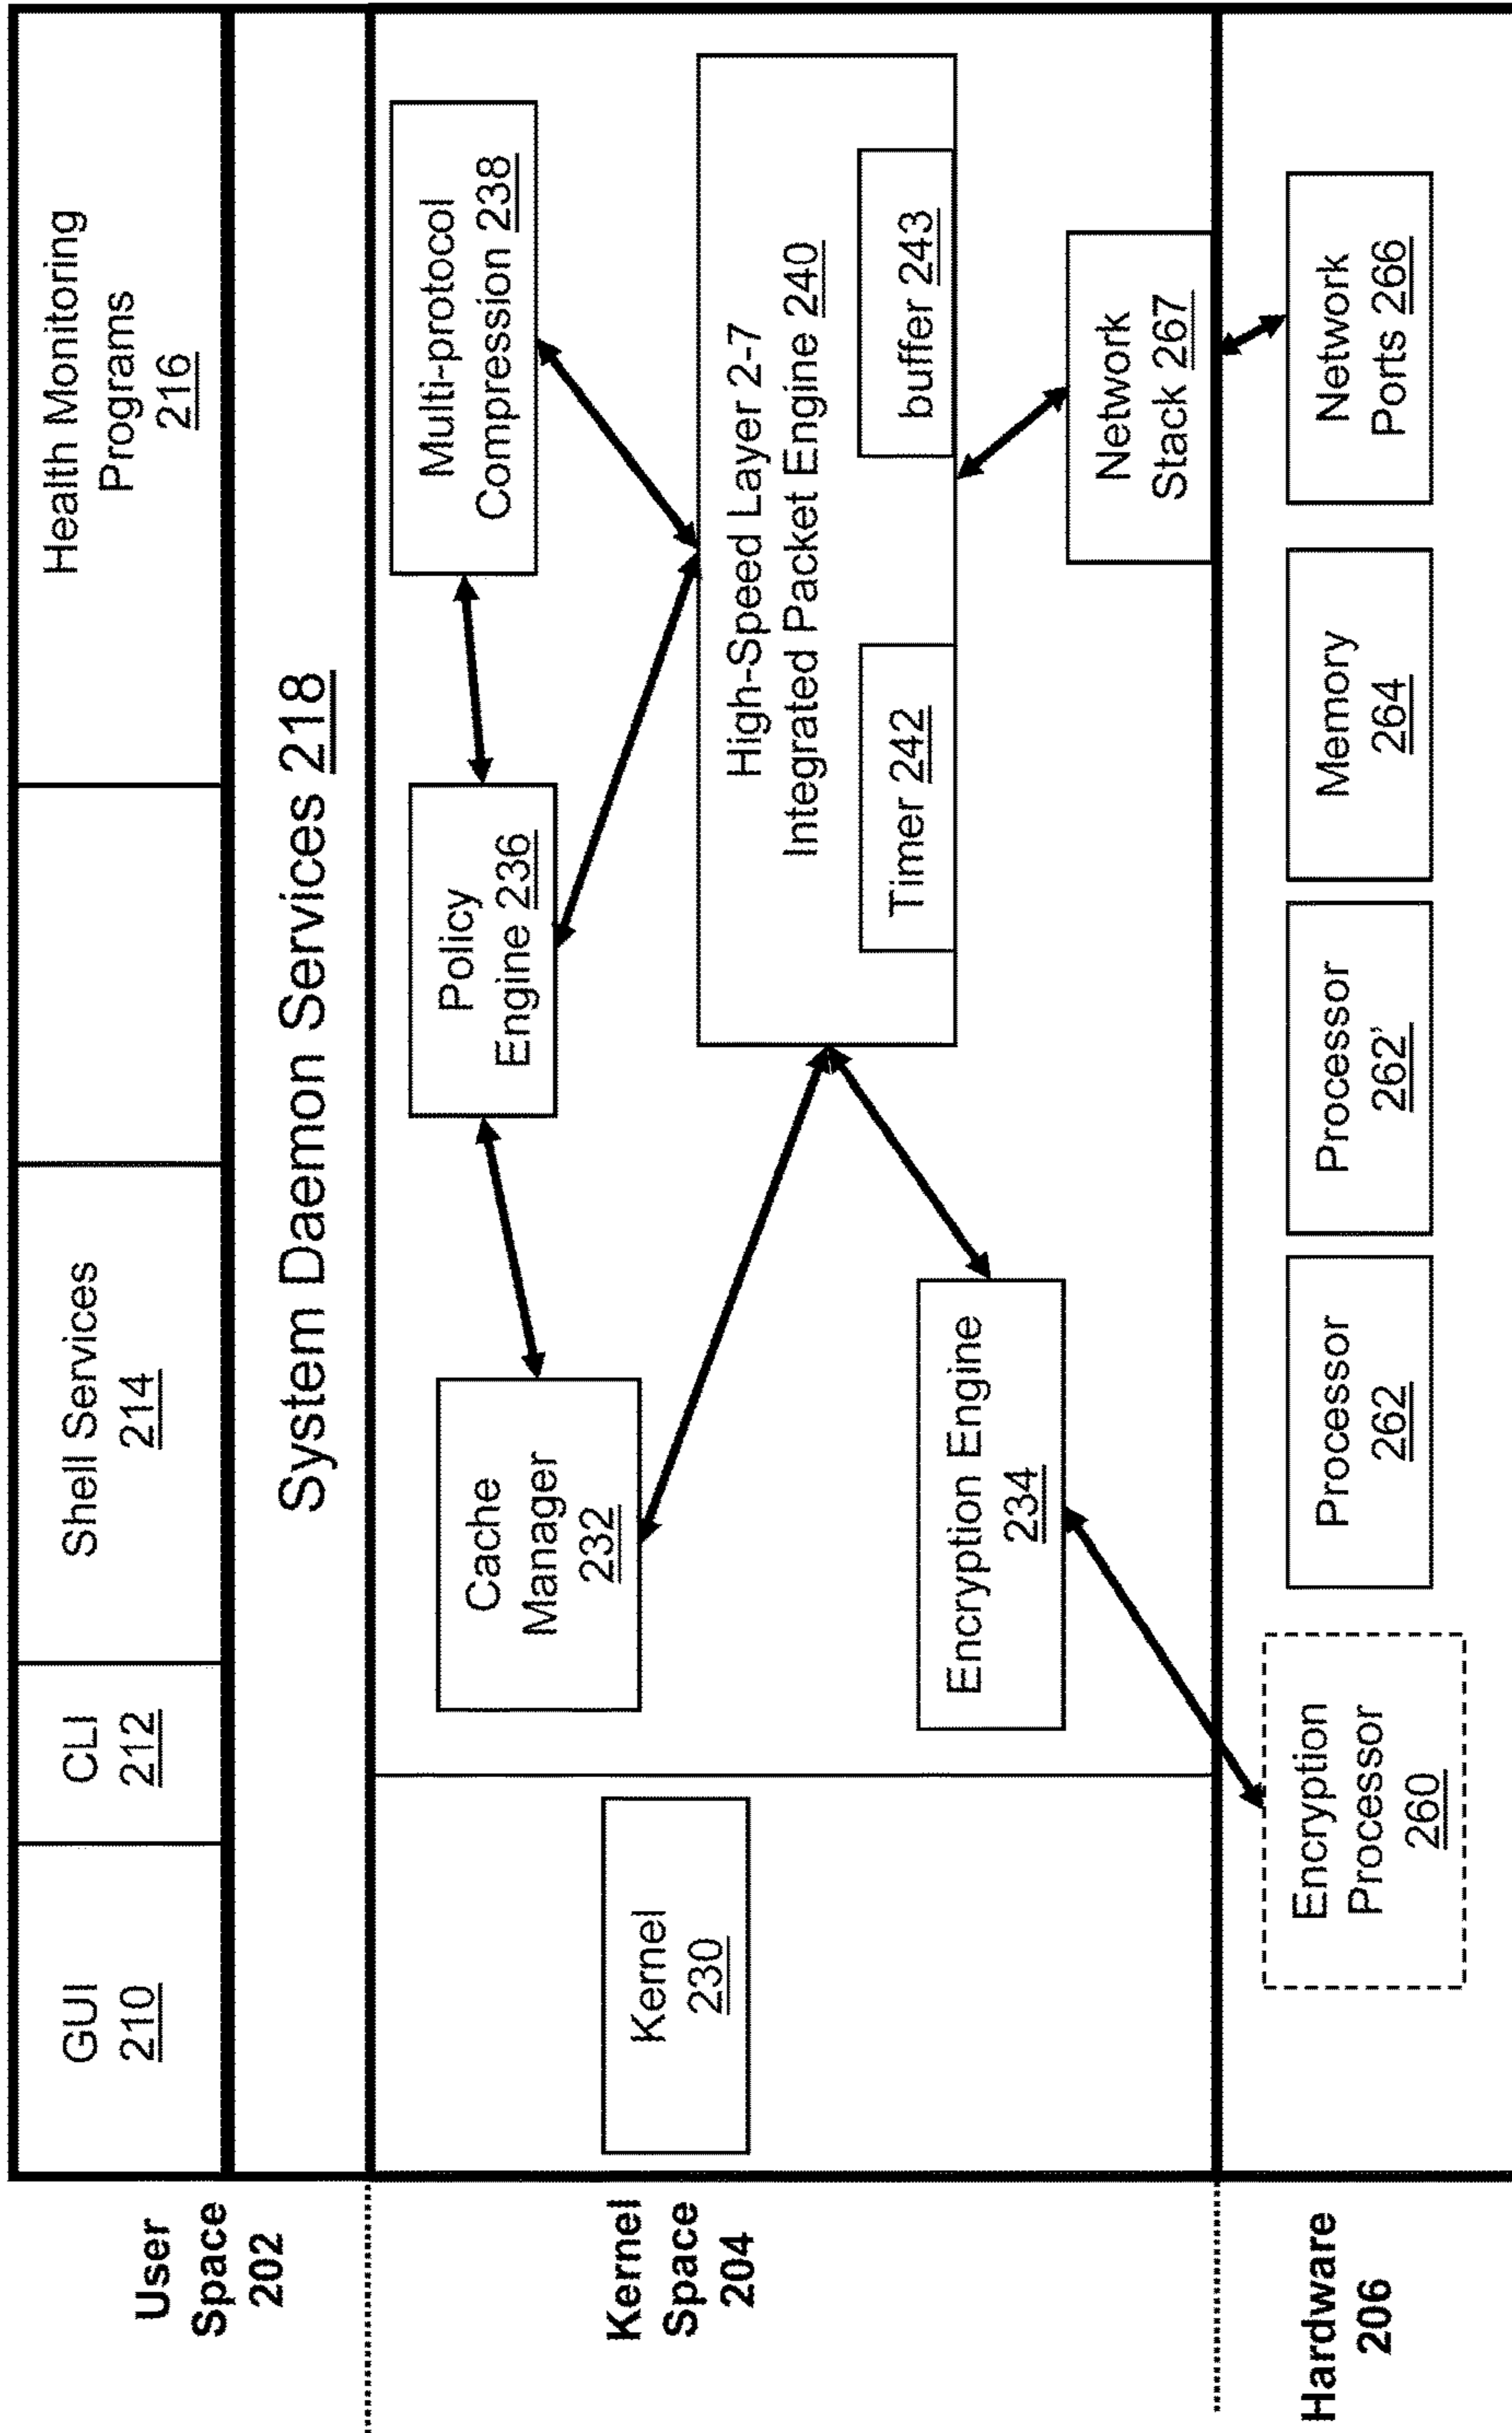 User
Space
202
GUI
210
CLI
212
Shell Services
214
Health Monitoring
Programs
216
System Daemon Services 218
Kernel
Space
204
Kernel
230
Cache
Manager
232
Policy
Engine 236
Multi-protocol
Compression 238
High-Speed Layer 2-7
Integrated Packet Engine 240
Timer 242
buffer 243
Encryption Engine
234
Network
Stack 267
Hardware
206
Encryption
Processor
260
Processor
262
Processor
262'
Memory
264
Network
Ports 266